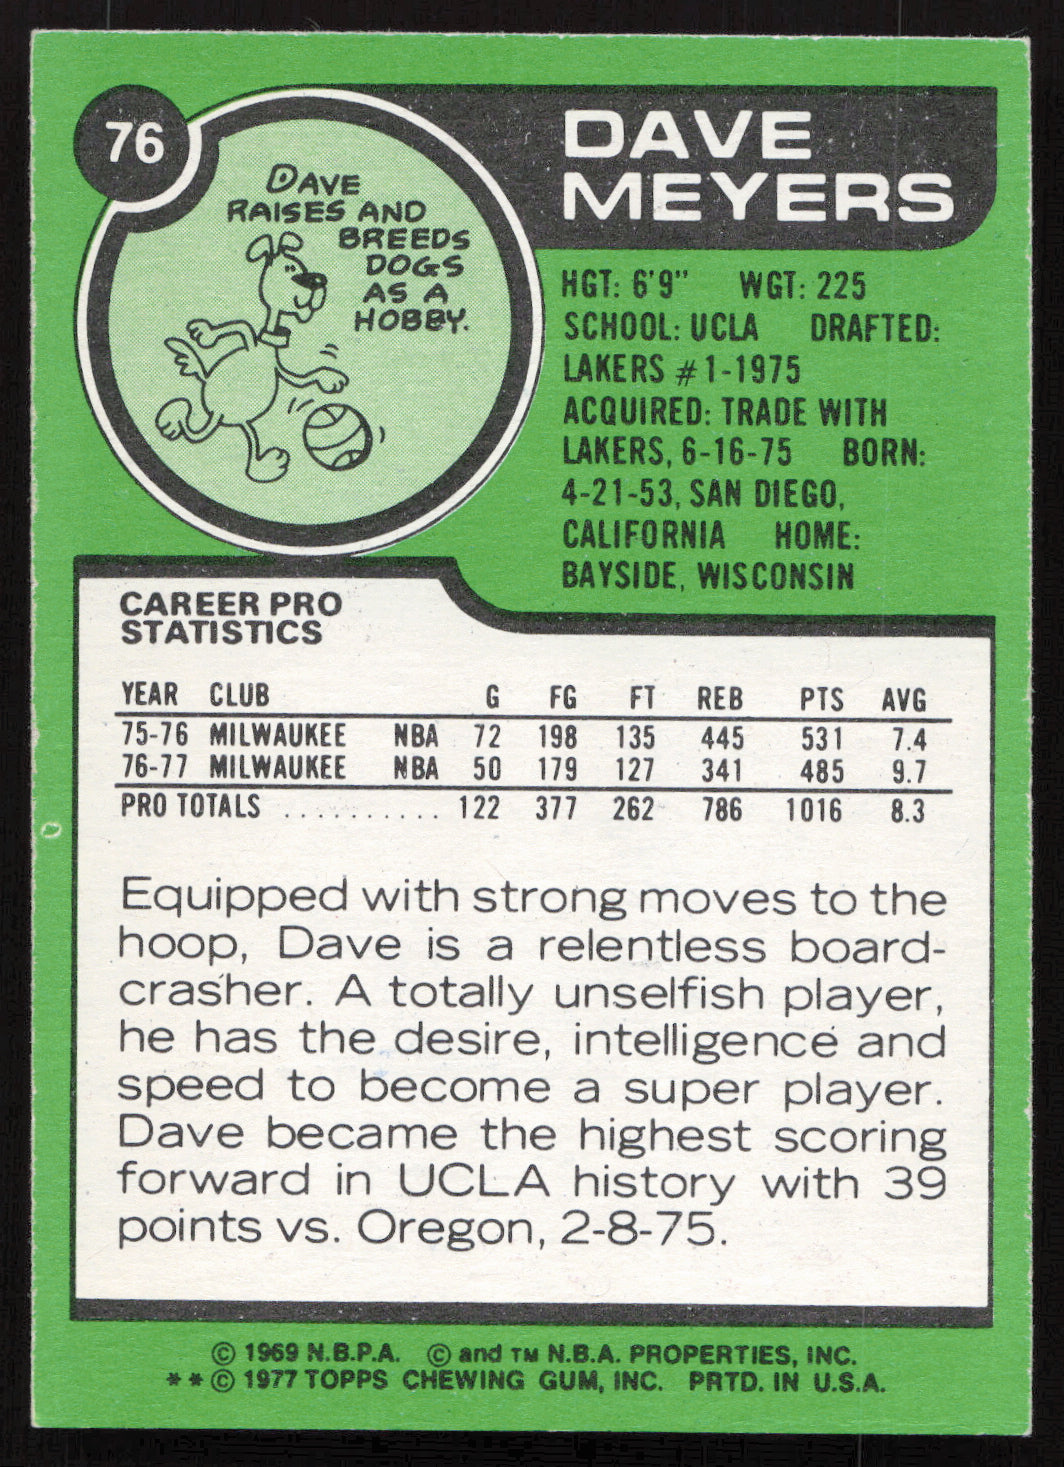 76
DAVE
MEYERS
DAVE
RAISES AND
BREEDS
DOGS
AS A
HOBBY.
HGT: 6'9" WGT: 225
SCHOOL: UCLA DRAFTED:
LAKERS #1-1975
ACQUIRED: TRADE WITH
LAKERS, 6-16-75 BORN:
4-21-53, SAN DIEGO,
CALIFORNIA HOME:
BAYSIDE, WISCONSIN
CAREER PRO
STATISTICS
YEAR CLUB G FG FT REB PTS AVG
75-76 MILWAUKEE NBA 72 198 135 445 531 7.4
76-77 MILWAUKEE NBA 50 179 127 341 485 9.7
PRO TOTALS .......... 122 377 262 786 1016 8.3
Equipped with strong moves to the
hoop, Dave is a relentless board-
crasher. A totally unselfish player,
he has the desire, intelligence and
speed to become a super player.
Dave became the highest scoring
forward in UCLA history with 39
points vs. Oregon, 2-8-75.
© 1969 N.B.P.A. © and TM N.B.A. PROPERTIES, INC.
**© 1977 TOPPS CHEWING GUM, INC. PRTD. IN U.S.A.